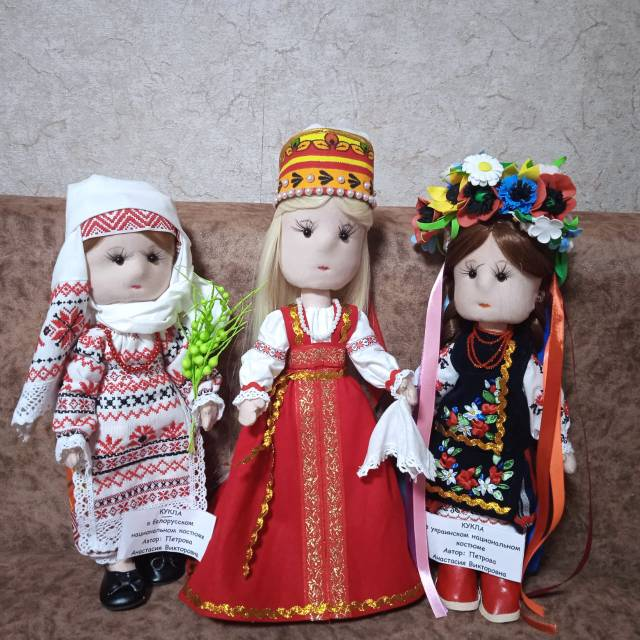 КУКЛА
в белорусском
национальном костюме
Автор: Петрова
Анастасия Викторовна
КУКЛА
в украинском национальном
костюме
Автор: Петрова
Анастасия Викторовна